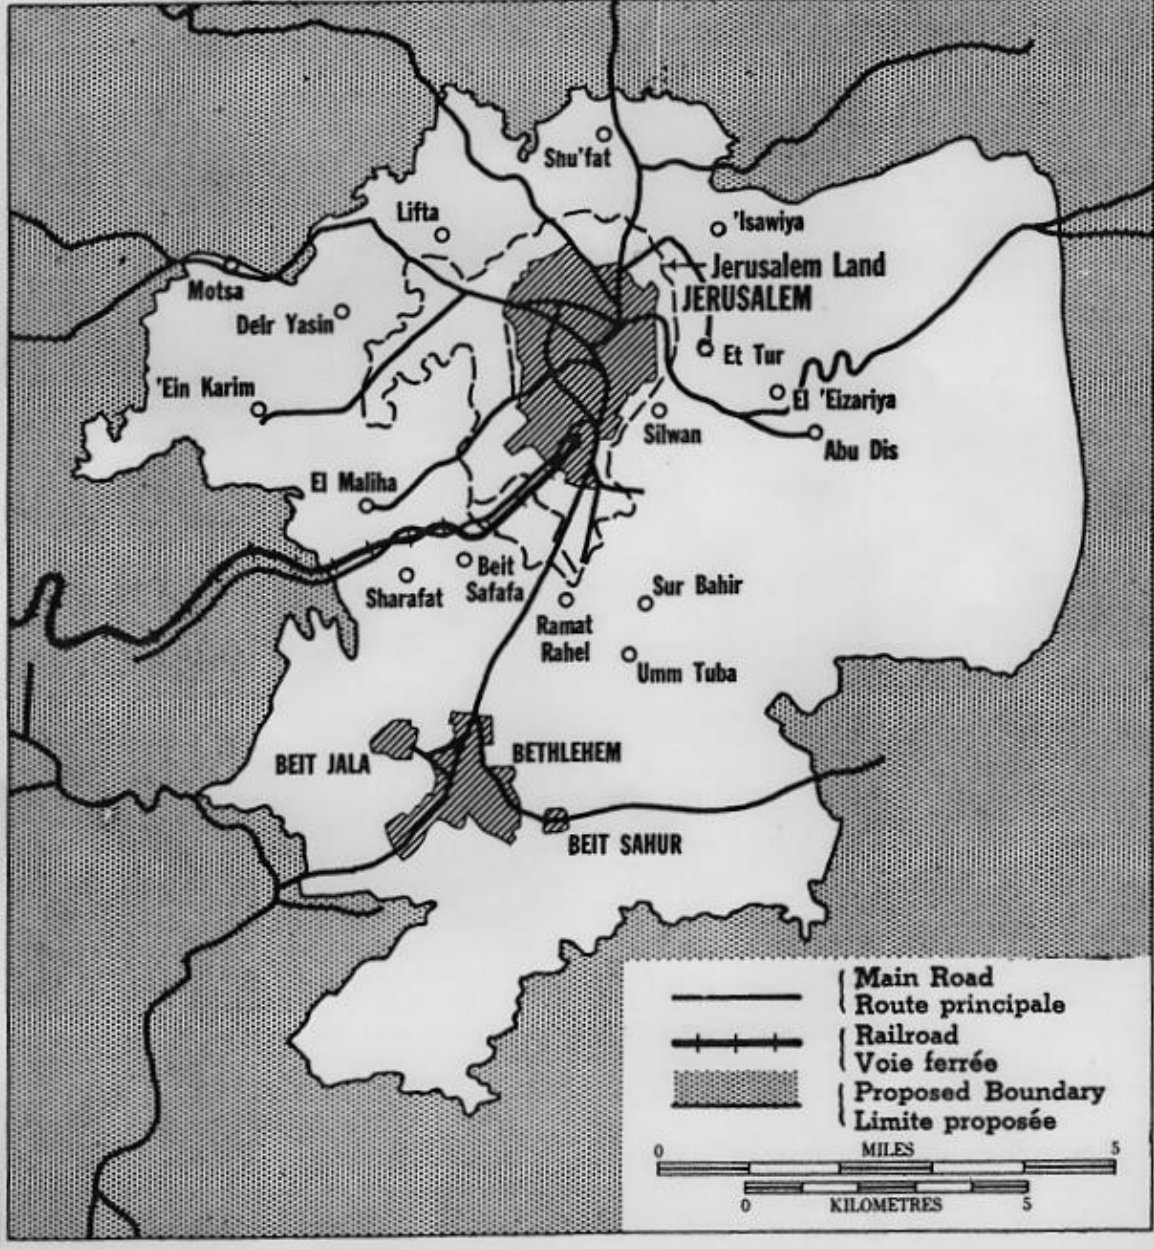 Shu'fat
Lifta
'Isawiya
Jerusalem Land
JERUSALEM
Motsa
Deir Yasin
Et Tur
'Ein Karim
El 'Eizariya
Silwan
Abu Dis
El Maliha
Beit
Safafa
Sharafat
Sur Bahir
Ramat
Rahel
Umm Tuba
BETHLEHEM
BEIT JALA
BEIT SAHUR
Main Road
Route principale
Railroad
Voie ferrée
Proposed Boundary
Limite proposée
0 MILES 5
0 KILOMETRES 5